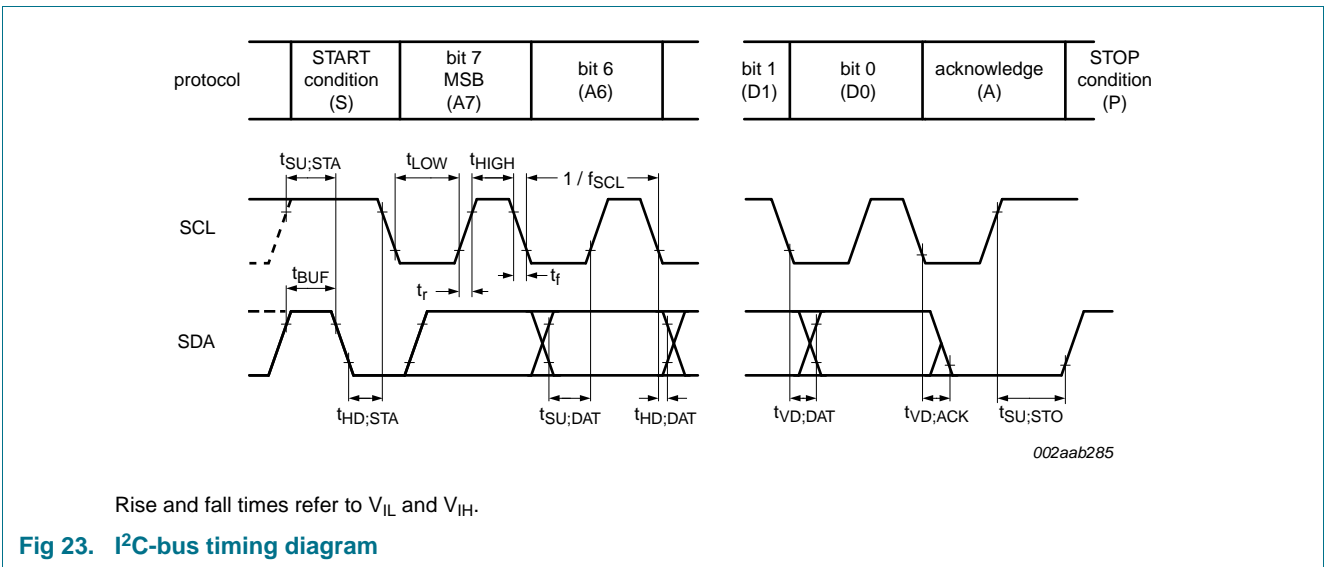 protocol
START
condition
(S)
bit 7
MSB
(A7)
bit 6
(A6)
bit 1
(D1)
bit 0
(D0)
acknowledge
(A)
STOP
condition
(P)
tSU;STA
tLOW
tHIGH
1 / fSCL
SCL
tBUF
tr
tf
SDA
tHD;STA
tSU;DAT
tHD;DAT
tVD;DAT
tVD;ACK
tSU;STO
002aab285
Rise and fall times refer to VIL and VIH.
Fig 23. I²C-bus timing diagram